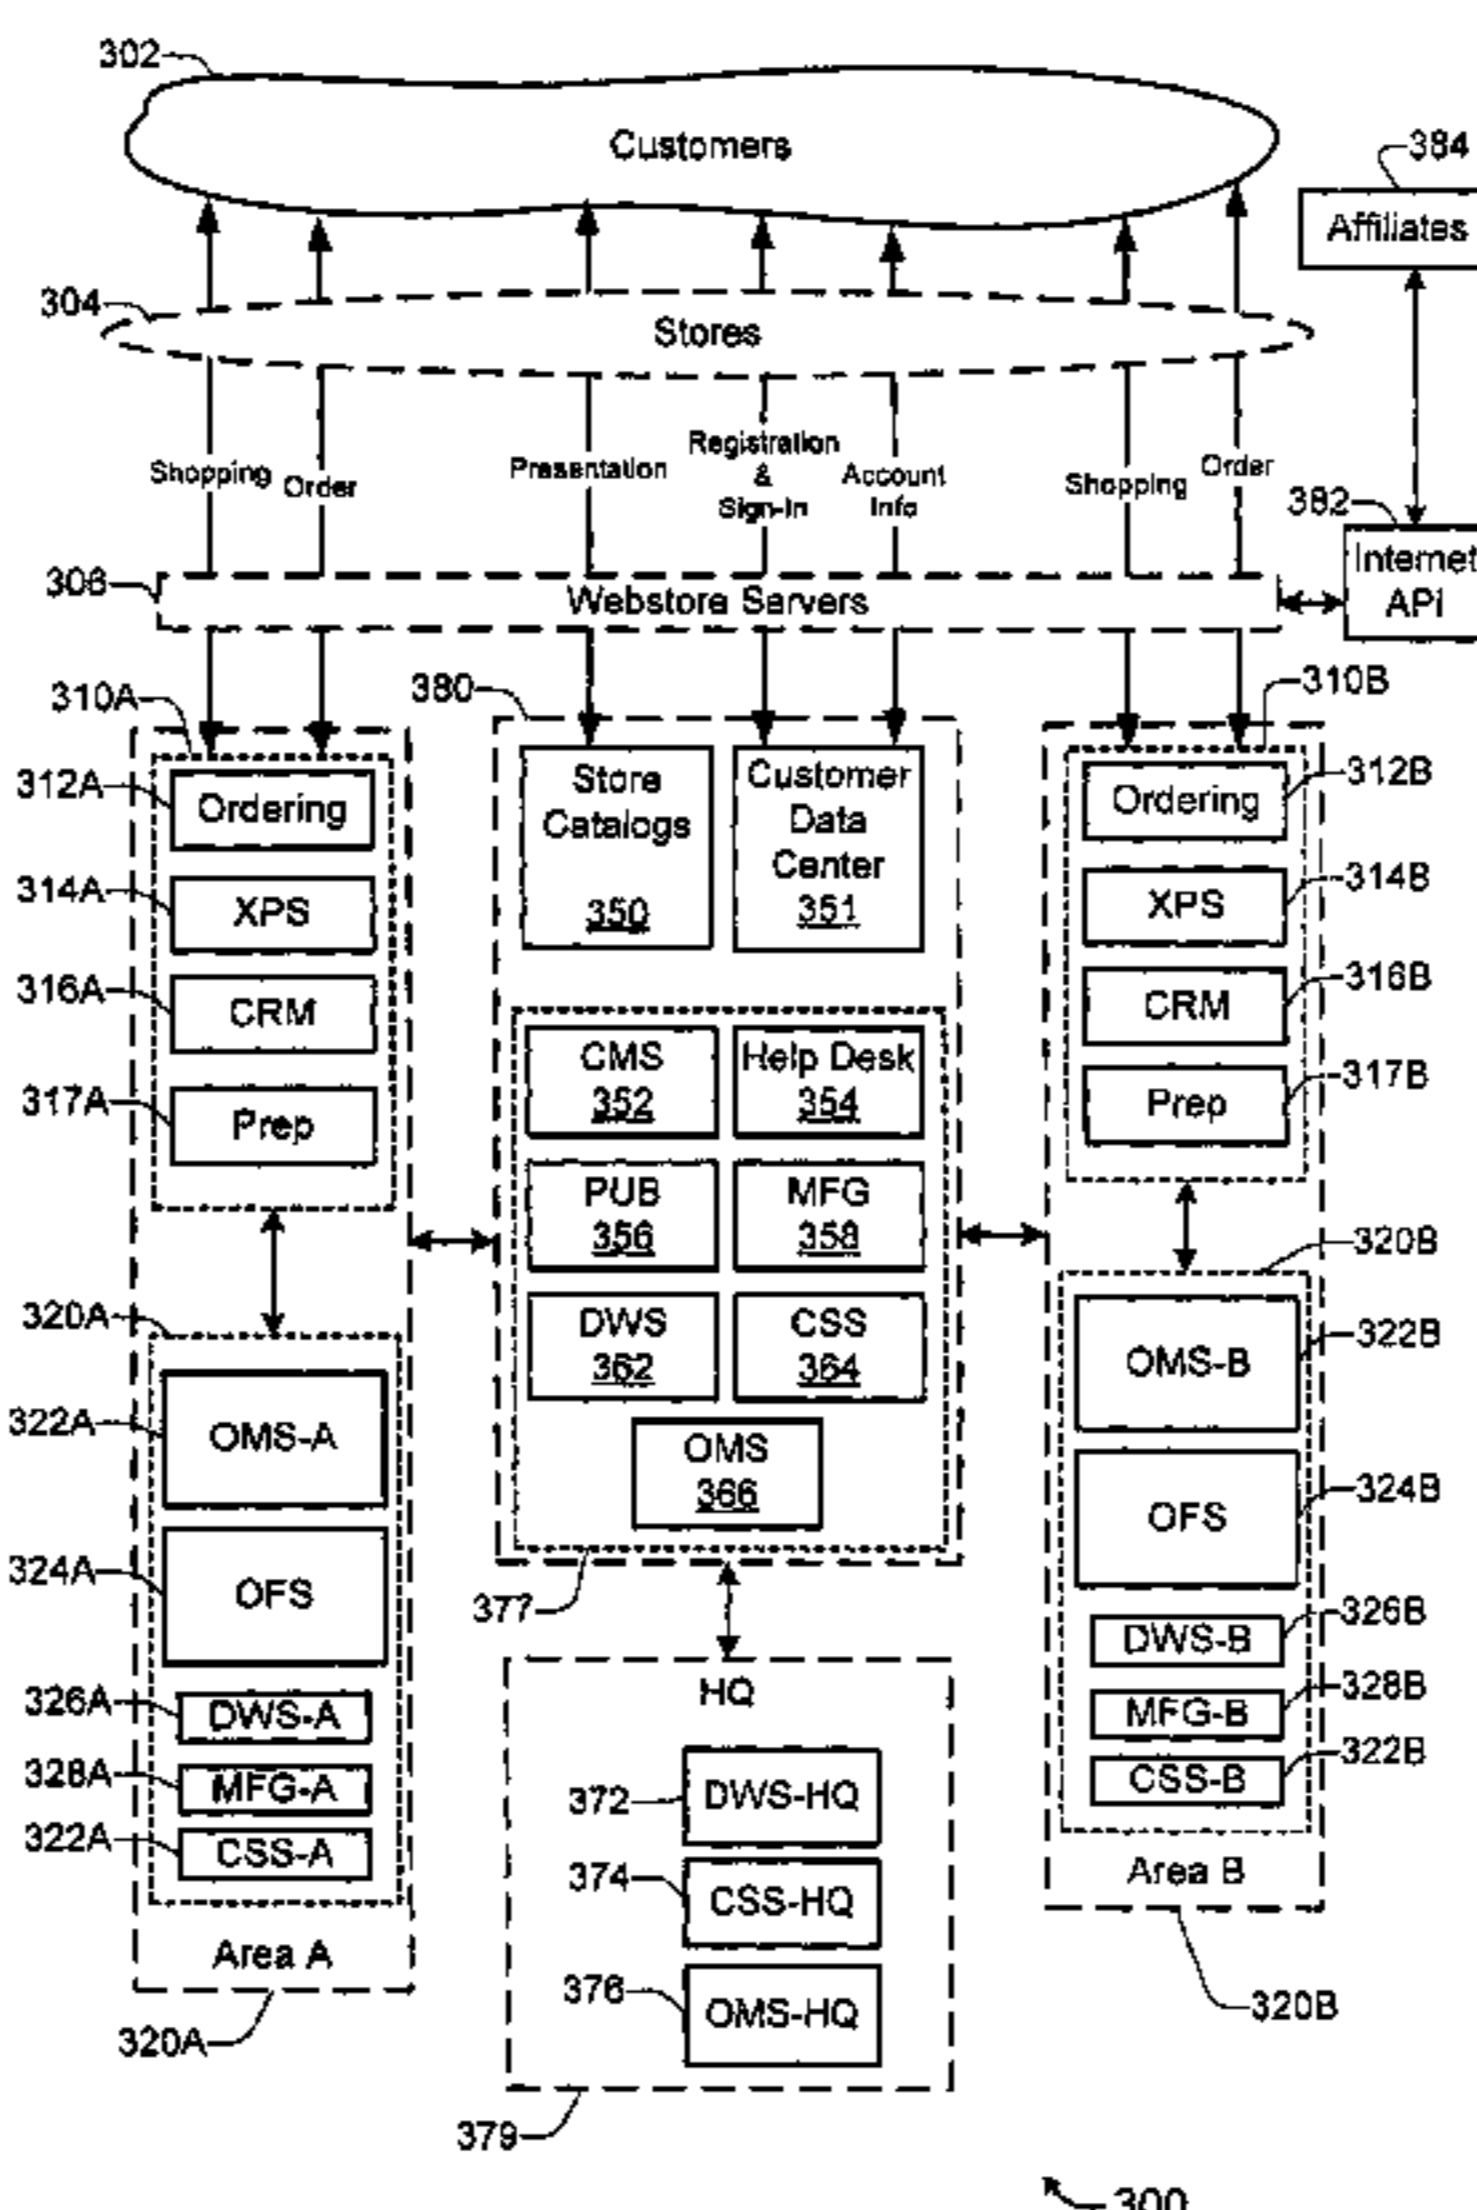 302
Customers
384
Affiliates
304
Stores
Shopping
Order
Presentation
Registration
&
Sign-In
Account
Info
Shopping
Order
382
Internet
API
306
Webstore Servers
310A
380
310B
312A
Ordering
314A
XPS
316A
CRM
317A
Prep
320A
322A
OMS-A
324A
OFS
326A
DWS-A
328A
MFG-A
322A
CSS-A
Area A
320A
Store
Catalogs
350
Customer
Data
Center
351
CMS
352
Help Desk
354
PUB
356
MFG
358
DWS
362
CSS
364
OMS
366
377
HQ
372
DWS-HQ
374
CSS-HQ
376
OMS-HQ
379
312B
Ordering
314B
XPS
316B
CRM
317B
Prep
320B
322B
OMS-B
324B
OFS
326B
DWS-B
328B
MFG-B
322B
CSS-B
Area B
320B
300